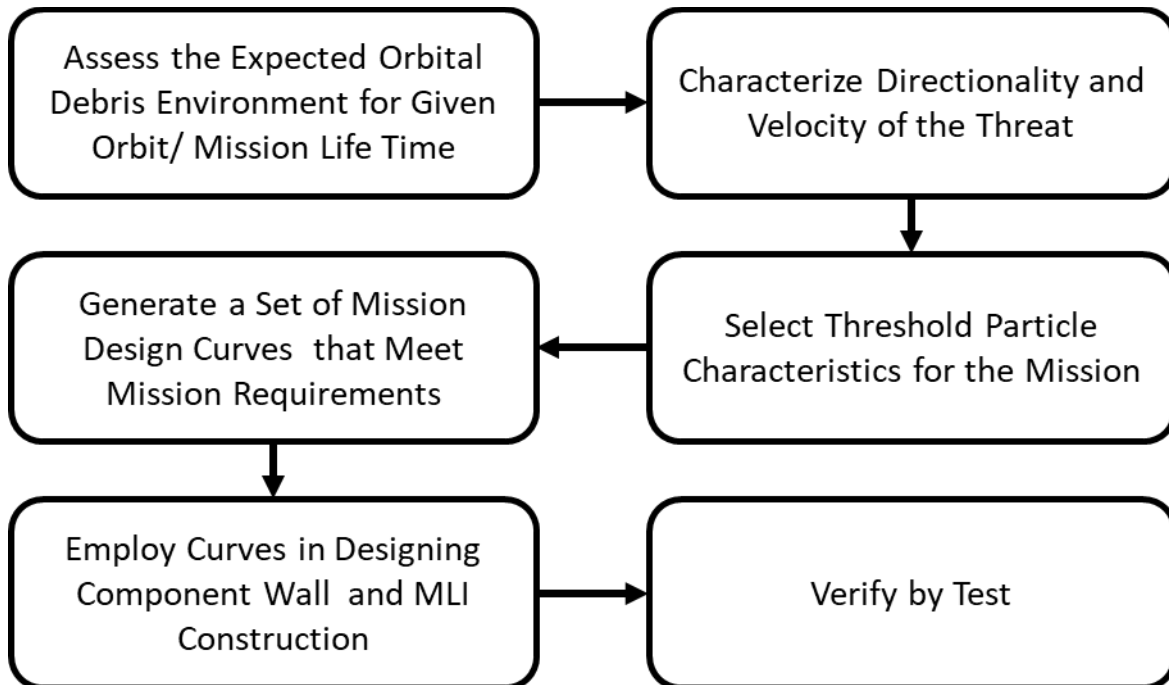 Assess the Expected Orbital
Debris Environment for Given
Orbit/ Mission Life Time
Characterize Directionality and
Velocity of the Threat
Select Threshold Particle
Characteristics for the Mission
Generate a Set of Mission
Design Curves  that Meet
Mission Requirements
Employ Curves in Designing
Component Wall  and MLI
Construction
Verify by Test